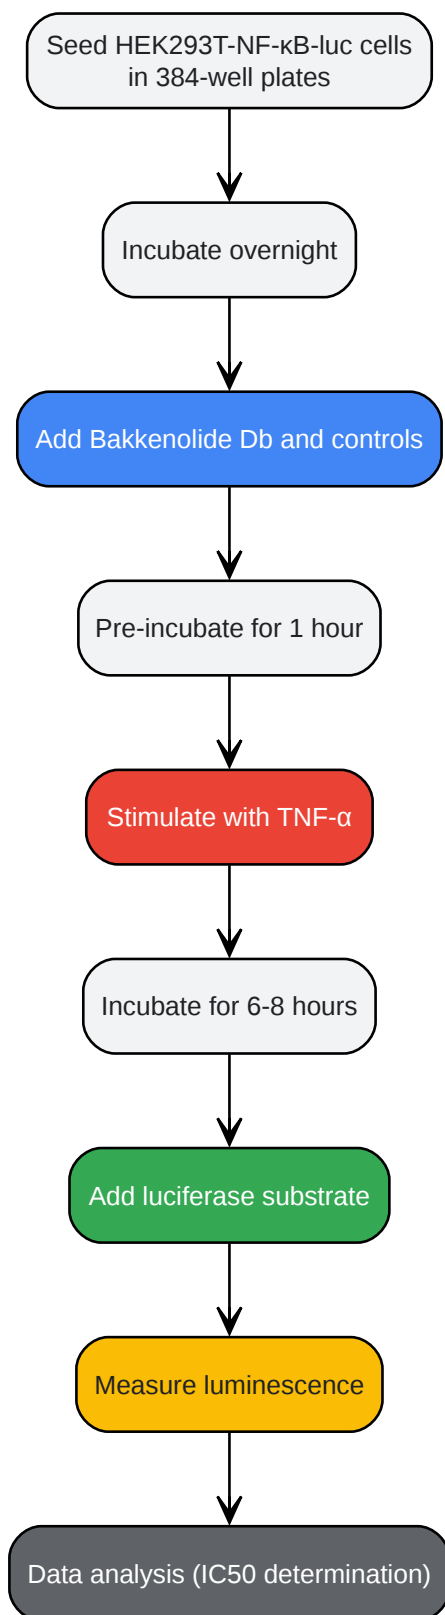 Seed HEK293T-NF-κB-luc cells
in 384-well plates
Incubate overnight
Add Bakkenolide Db and controls
Pre-incubate for 1 hour
Stimulate with TNF-α
Incubate for 6-8 hours
Add luciferase substrate
Measure luminescence
Data analysis (IC50 determination)